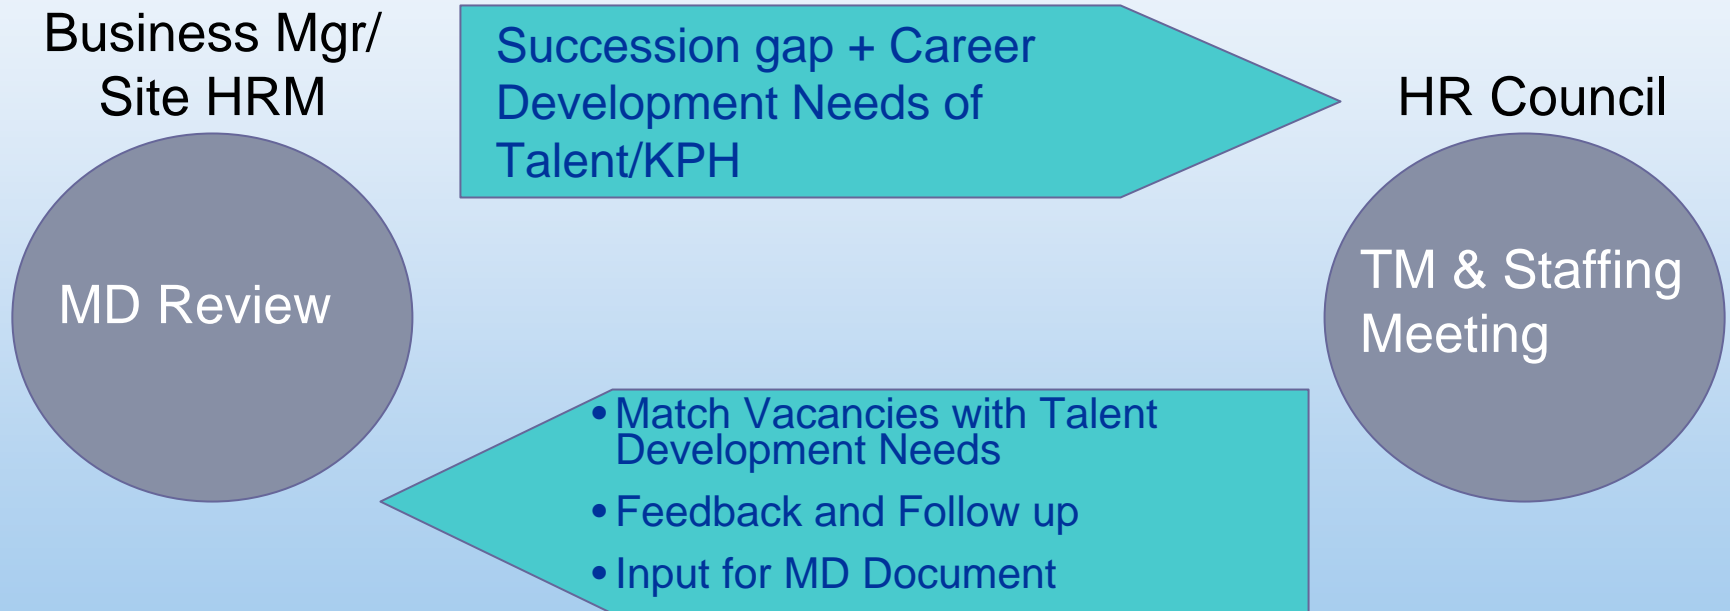 Business Mgr/
Site HRM
Succession gap + Career
Development Needs of
Talent/KPH
HR Council
MD Review
TM & Staffing
Meeting
• Match Vacancies with Talent
Development Needs
• Feedback and Follow up
• Input for MD Document